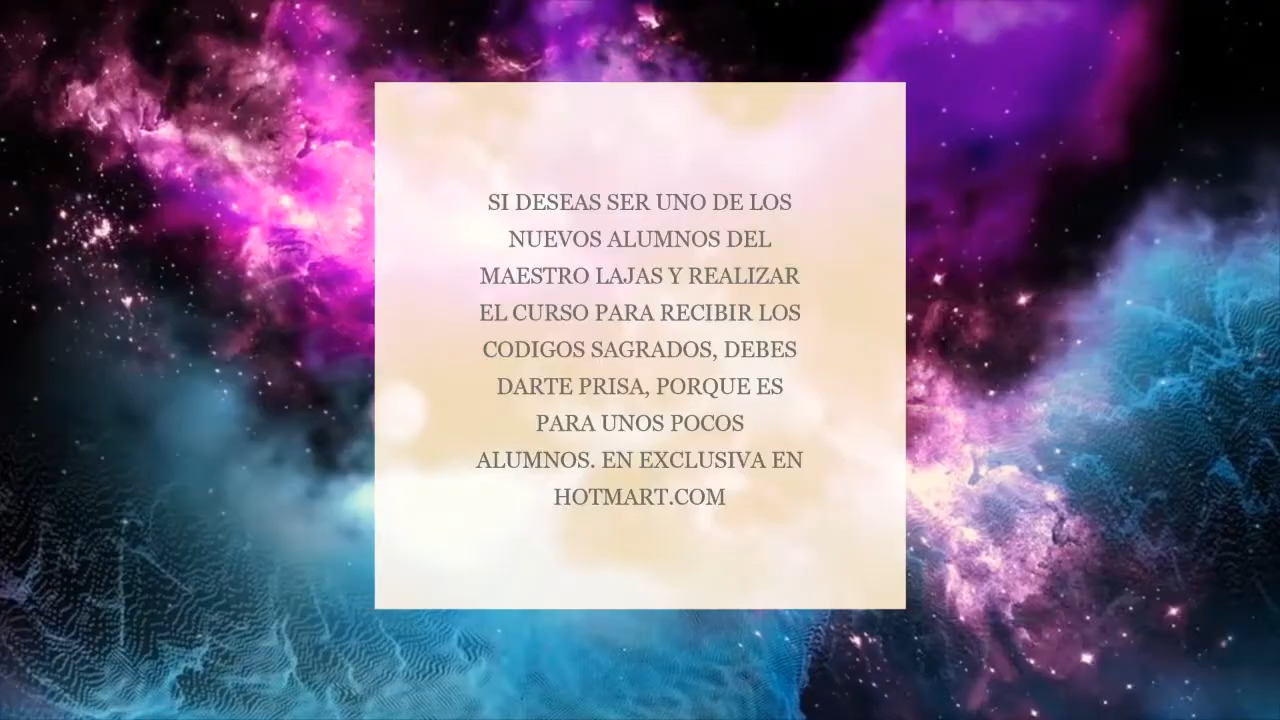 SI DESEAS SER UNO DE LOS
NUEVOS ALUMNOS DEL
MAESTRO LAJAS Y REALIZAR
EL CURSO PARA RECIBIR LOS
CODIGOS SAGRADOS, DEBES
DARTE PRISA, PORQUE ES
PARA UNOS POCOS
ALUMNOS. EN EXCLUSIVA EN
HOTMART.COM